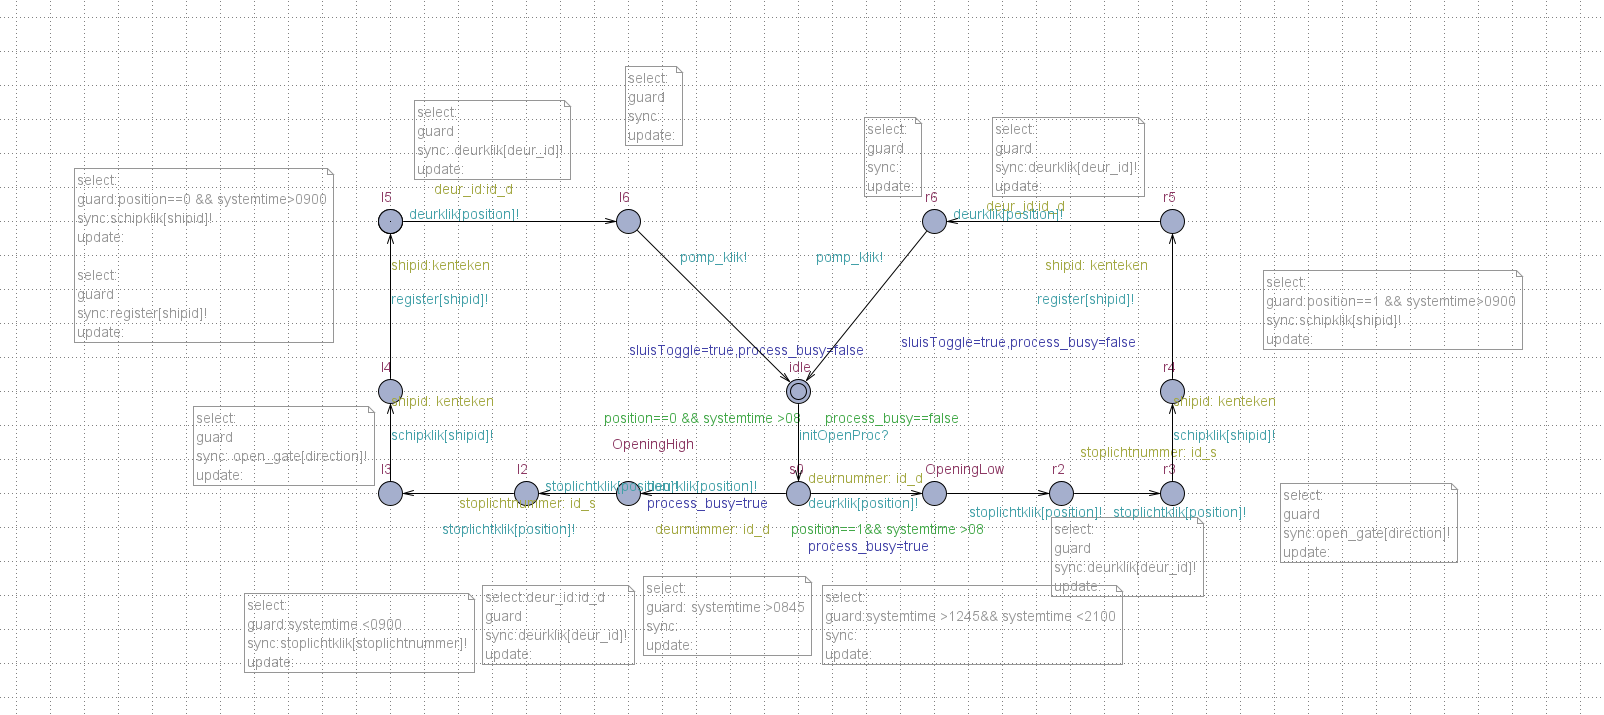 select:
guard
sync:
update:
select:
guard
sync: deurklik[deur_id]!
update:
select:
guard
sync:
update:
select:
guard
sync:deurklik[deur_id]!
update:
select:
guard:position==0 && systemtime>0900
sync:schipklik[shipid]!
update:
select:
guard
sync:register[shipid]!
update:
l5
deur_id:id_d
deurklik[position]!
l6
r6
deur_id:id_d
deurklik[position]!
r5
pomp_klik!
pomp_klik!
shipid:kenteken
register[shipid]!
shipid: kenteken
register[shipid]!
select:
guard:position==1 && systemtime>0900
sync:schipklik[shipid]!
update:
sluisToggle=true,process_busy=false
sluisToggle=true,process_busy=false
l4
idle
r4
shipid: kenteken
schipklik[shipid]!
shipid: kenteken
schipklik[shipid]!
select:
guard
sync: open_gate[direction]!
update:
position==0 && systemtime >08
process_busy==false
initOpenProc?
OpeningHigh
stoplichtnummer: id_s
l3
l2
s0
OpeningLow
r2
r3
stoplichtklik[position]!
deurklik[position]!
deurnummer: id_d
stoplichtnummer: id_s
process_busy=true
deurklik[position]!
stoplichtklik[position]!
stoplichtklik[position]!
stoplichtklik[position]!
deurnummer: id_d
position==1&& systemtime >08
process_busy=true
select:
guard
sync:deurklik[deur_id]!
update:
select:
guard
sync:open_gate[direction]!
update:
select:
guard:systemtime <0900
sync:stoplichtklik[stoplichtnummer]!
update:
select:deur_id:id_d
guard
sync:deurklik[deur_id]!
update:
select:
guard: systemtime >0845
sync:
update:
select:
guard:systemtime >1245&& systemtime <2100
sync:
update: